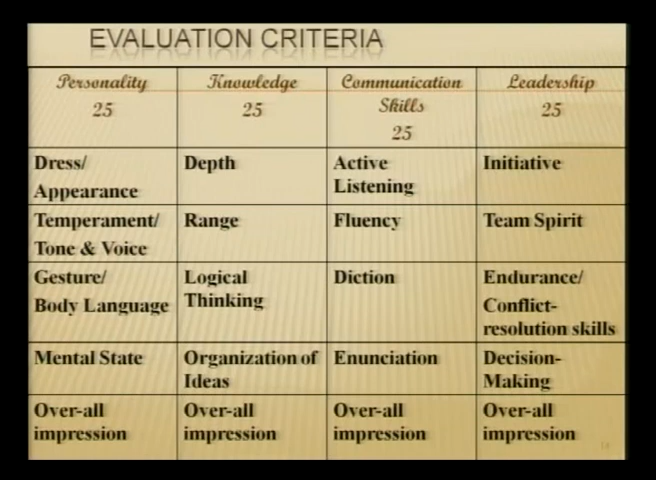 EVALUATION CRITERIA
Personality
25
Knowledge
25
Communication
Skills
25
Leadership
25
Dress/
Appearance
Depth
Active
Listening
Initiative
Temperament/
Tone & Voice
Range
Fluency
Team Spirit
Gesture/
Body Language
Logical
Thinking
Diction
Endurance/
Conflict-
resolution skills
Mental State
Organization of
Ideas
Enunciation
Decision-
Making
Over-all
impression
Over-all
impression
Over-all
impression
Over-all
impression